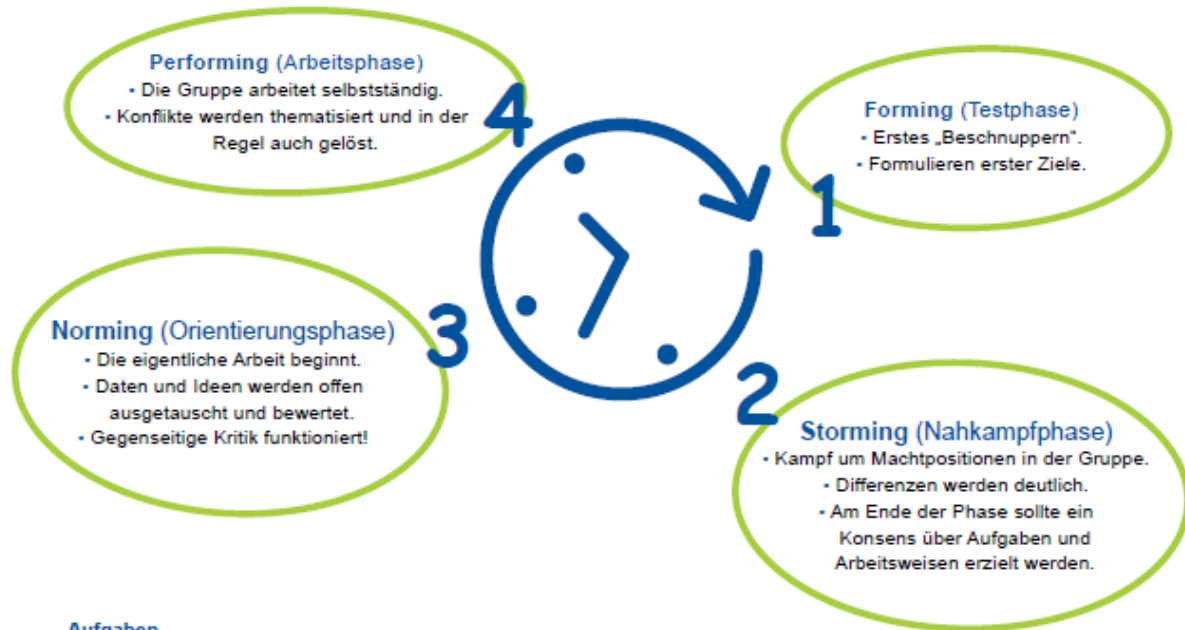 Performing (Arbeitsphase)
• Die Gruppe arbeitet selbstständig.
• Konflikte werden thematisiert und in der
Regel auch gelöst.
4
Forming (Testphase)
• Erstes „Beschnuppern“.
• Formulieren erster Ziele.
1
Norming (Orientierungsphase)
• Die eigentliche Arbeit beginnt.
• Daten und Ideen werden offen
ausgetauscht und bewertet.
• Gegenseitige Kritik funktioniert!
3
2
Storming (Nahkampfphase)
• Kampf um Machtpositionen in der Gruppe.
• Differenzen werden deutlich.
• Am Ende der Phase sollte ein
Konsens über Aufgaben und
Arbeitsweisen erzielt werden.
Aufgaben